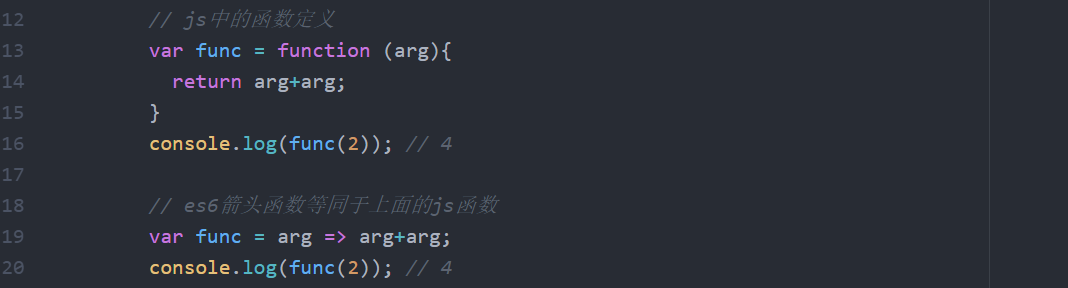 12 // js中的函数定义
13 var func = function (arg){
14 return arg+arg;
15 }
16 console.log(func(2)); // 4
17
18 // es6箭头函数等同于上面的js函数
19 var func = arg => arg+arg;
20 console.log(func(2)); // 4